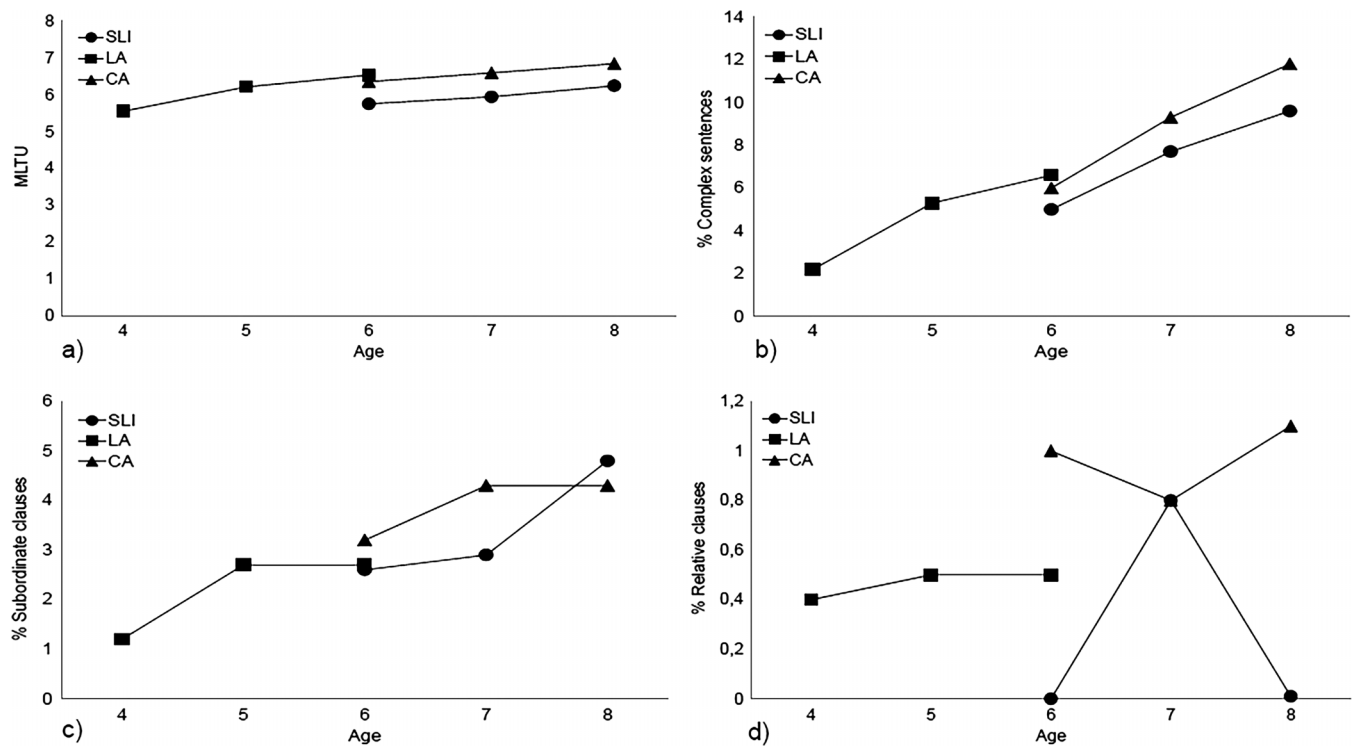 8
7
6
5
4
3
2
1
0
MLTU
SLI
LA
CA
4 5 6 7 8
Age
a)
14
12
10
8
6
4
2
0
% Complex sentences
SLI
LA
CA
4 5 6 7 8
Age
b)
6
5
4
3
2
1
0
% Subordinate clauses
SLI
LA
CA
4 5 6 7 8
Age
c)
1,2
1
0,8
0,6
0,4
0,2
0
% Relative clauses
SLI
LA
CA
4 5 6 7 8
Age
d)